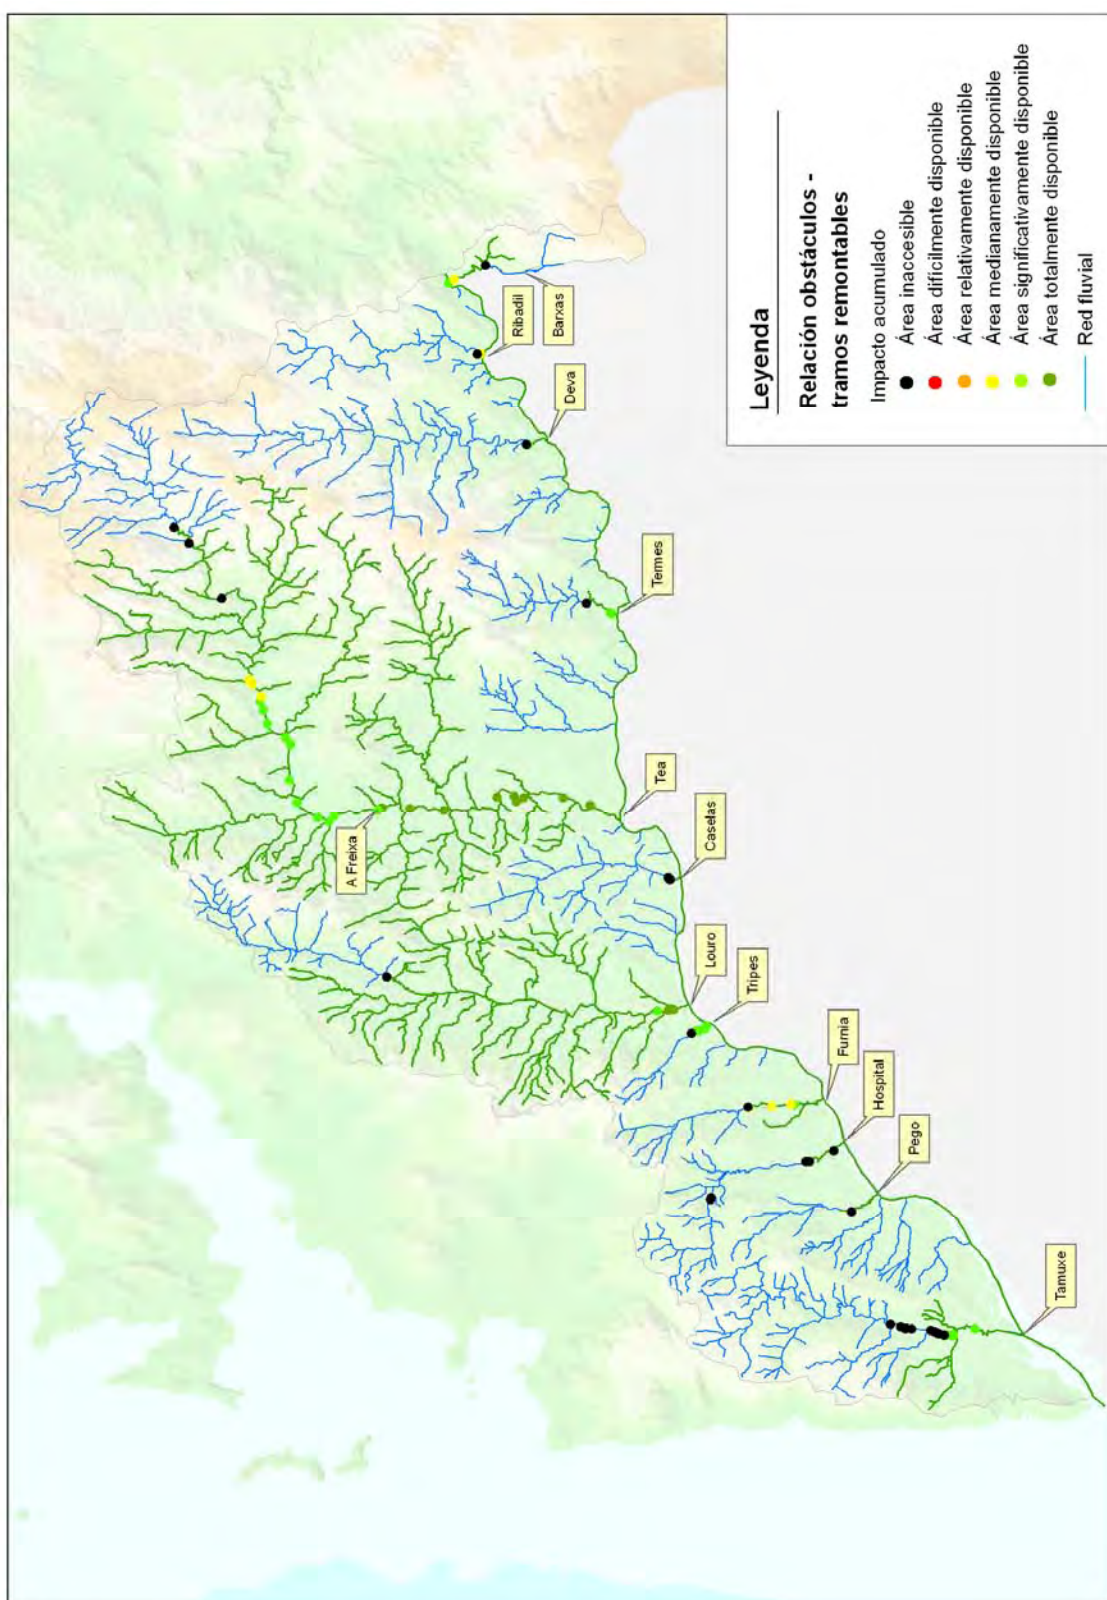 Leyenda
Relación obstáculos -
tramos remontables
Impacto acumulado
Área inaccesible
Área dificilmente disponible
Área relativamente disponible
Área medianamente disponible
Área significativamente disponible
Área totalmente disponible
Red fluvial
Tamuxe
Pego
Hospital
Furnia
Tripes
Louro
Caselas
Tea
A Freixa
Termes
Deva
Ribadil
Barxas